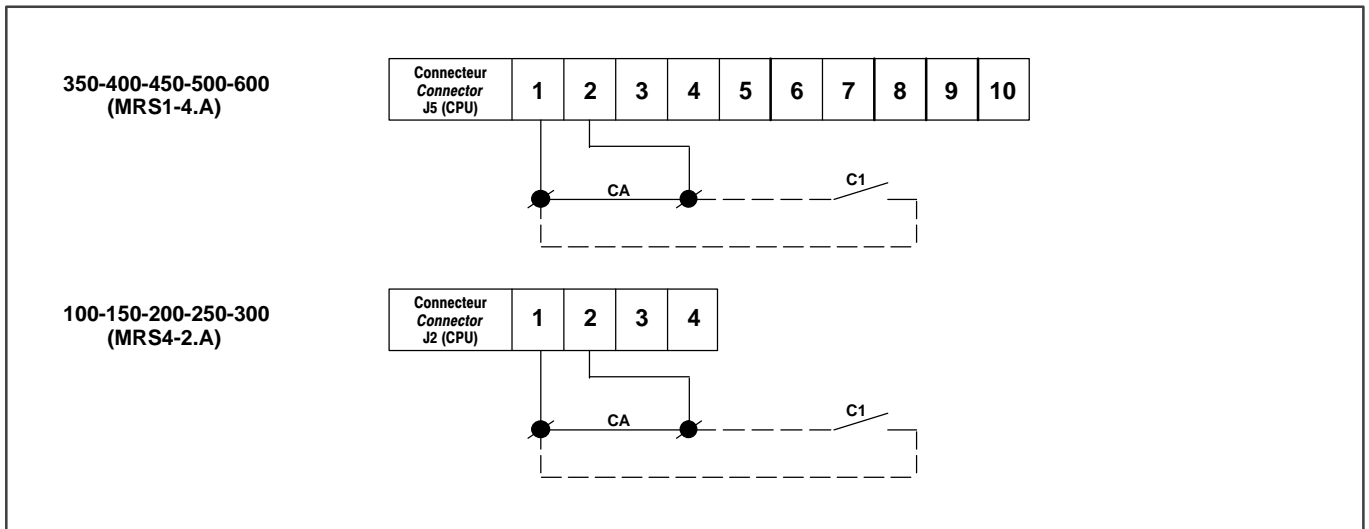 350-400-450-500-600
(MRS1-4.A)
Connecteur
Connector
J5 (CPU)
1 2 3 4 5 6 7 8 9 10
CA
C1
100-150-200-250-300
(MRS4-2.A)
Connecteur
Connector
J2 (CPU)
1 2 3 4
CA
C1